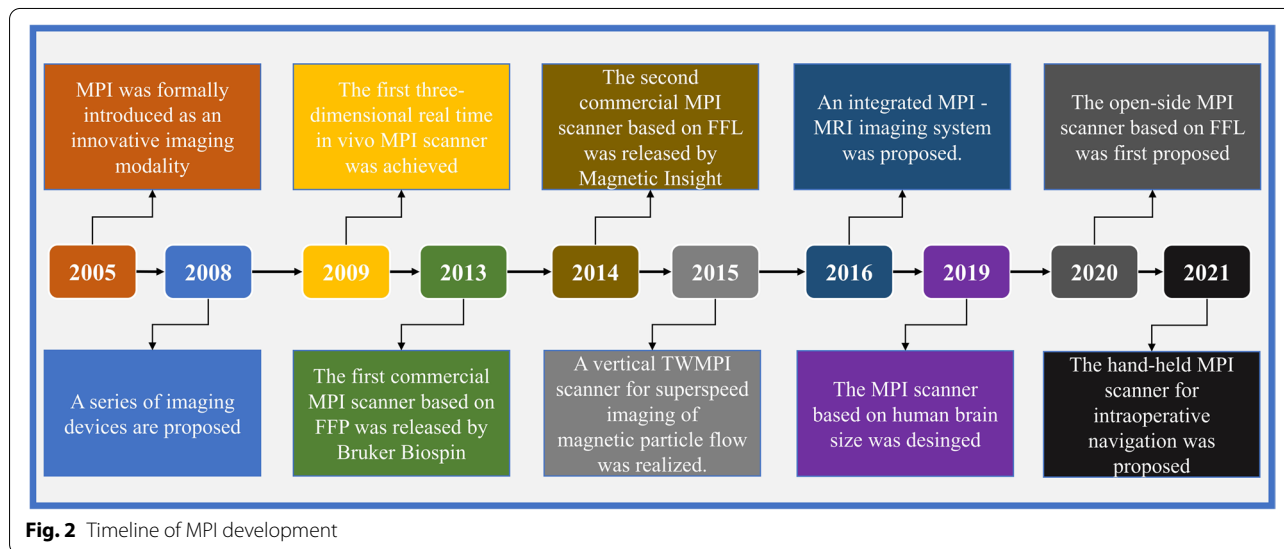 MPI was formally
introduced as an
innovative imaging
modality
The first three-
dimensional real time
in vivo MPI scanner
was achieved
The second
commercial MPI
scanner based on FFL
was released by
Magnetic Insight
An integrated MPI -
MRI imaging system
was proposed.
The open-side MPI
scanner based on FFL
was first proposed
2005
2008
2009
2013
2014
2015
2016
2019
2020
2021
A series of imaging
devices are proposed
The first commercial
MPI scanner based on
FFP was released by
Bruker Biospin
A vertical TWMPI
scanner for superspeed
imaging of
magnetic particle flow
was realized.
The MPI scanner
based on human brain
size was desinged
The hand-held MPI
scanner for
intraoperative
navigation was
proposed
Fig. 2 Timeline of MPI development